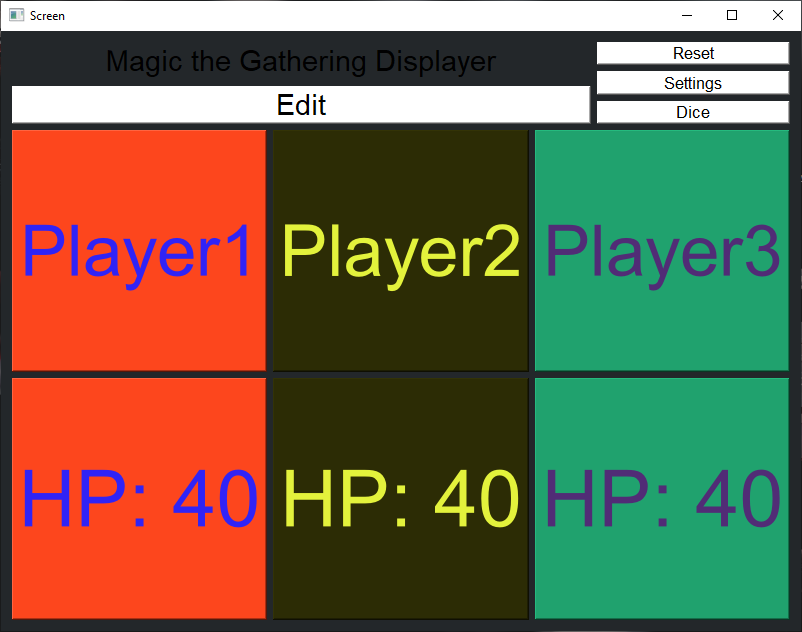 Screen
Magic the Gathering Displayer
Reset
Settings
Edit
Dice
Player1
Player2
Player3
HP: 40
HP: 40
HP: 40